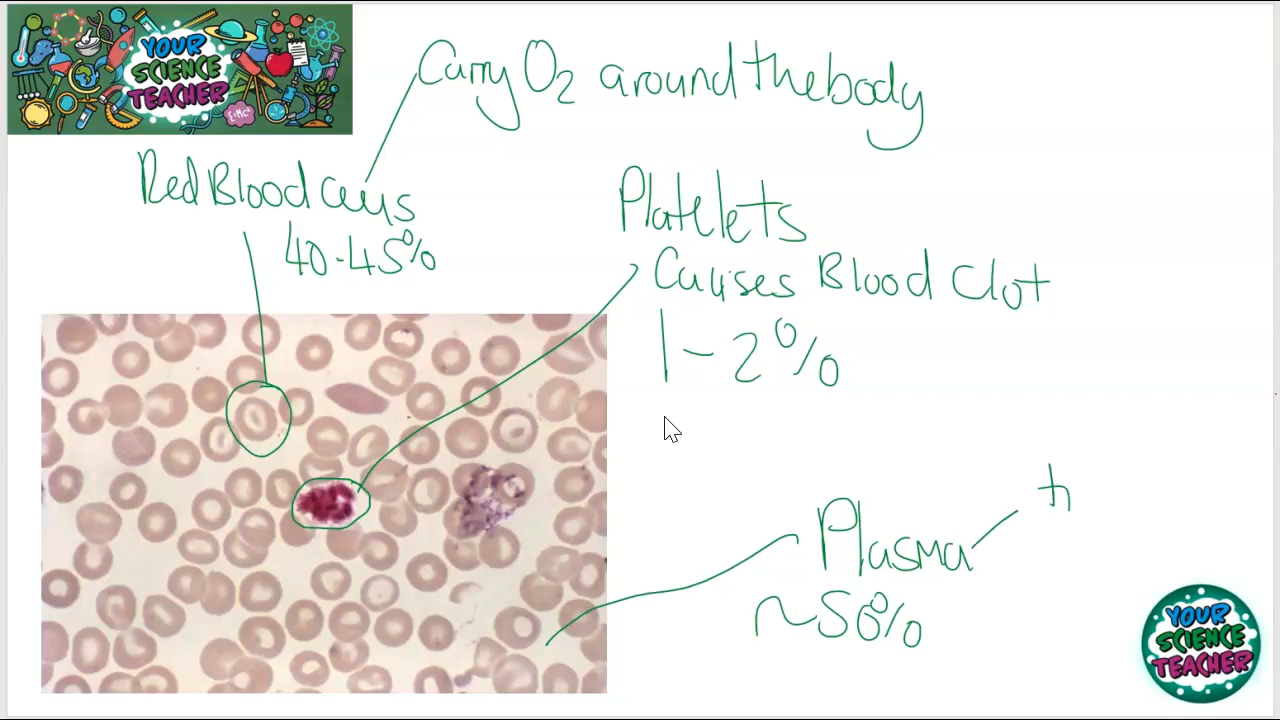 YOUR
SCIENCE
TEACHER
E=MC²
Carry O2 around the body
Red Blood Cells
40-45%
Platelets
Causes Blood Clot
1-2%
Plasma
~50%
YOUR
SCIENCE
TEACHER